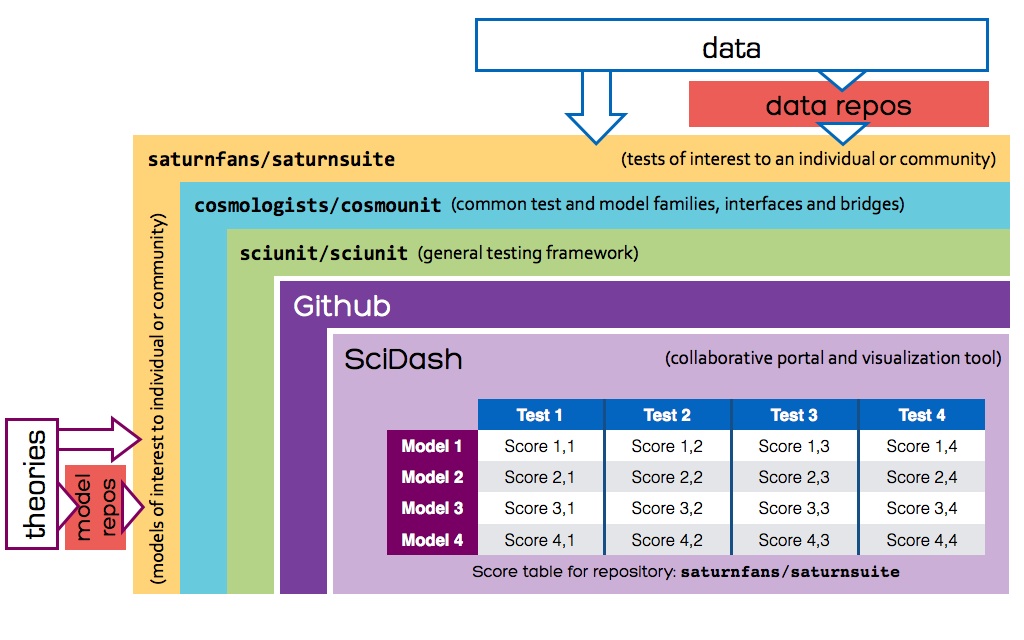 data
data repos
saturnfans/saturnsuite (tests of interest to an individual or community)
cosmologists/cosmounit (common test and model families, interfaces and bridges)
sciunit/sciunit (general testing framework)
Github
SciDash (collaborative portal and visualization tool)
(models of interest to individual or community)
theories
model
repos
Test 1 Test 2 Test 3 Test 4
Model 1 Score 1,1 Score 1,2 Score 1,3 Score 1,4
Model 2 Score 2,1 Score 2,2 Score 2,3 Score 2,4
Model 3 Score 3,1 Score 3,2 Score 3,3 Score 3,4
Model 4 Score 4,1 Score 4,2 Score 4,3 Score 4,4
Score table for repository: saturnfans/saturnsuite